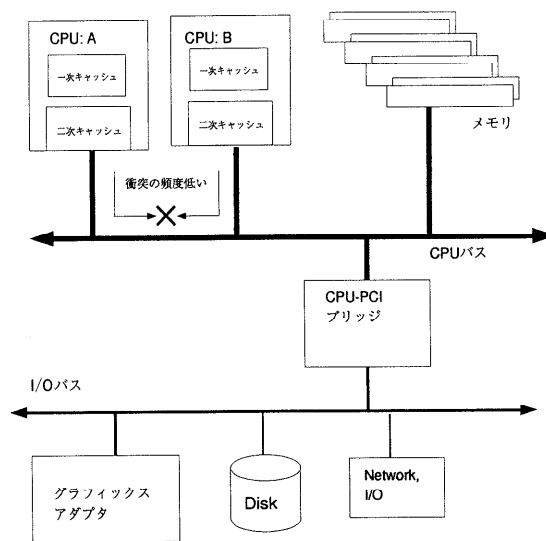 CPU: A
一次キャッシュ
二次キャッシュ
CPU: B
一次キャッシュ
二次キャッシュ
メモリ
衝突の頻度低い
CPUバス
CPU-PCI
ブリッジ
I/Oバス
グラフィックス
アダプタ
Disk
Network,
I/O